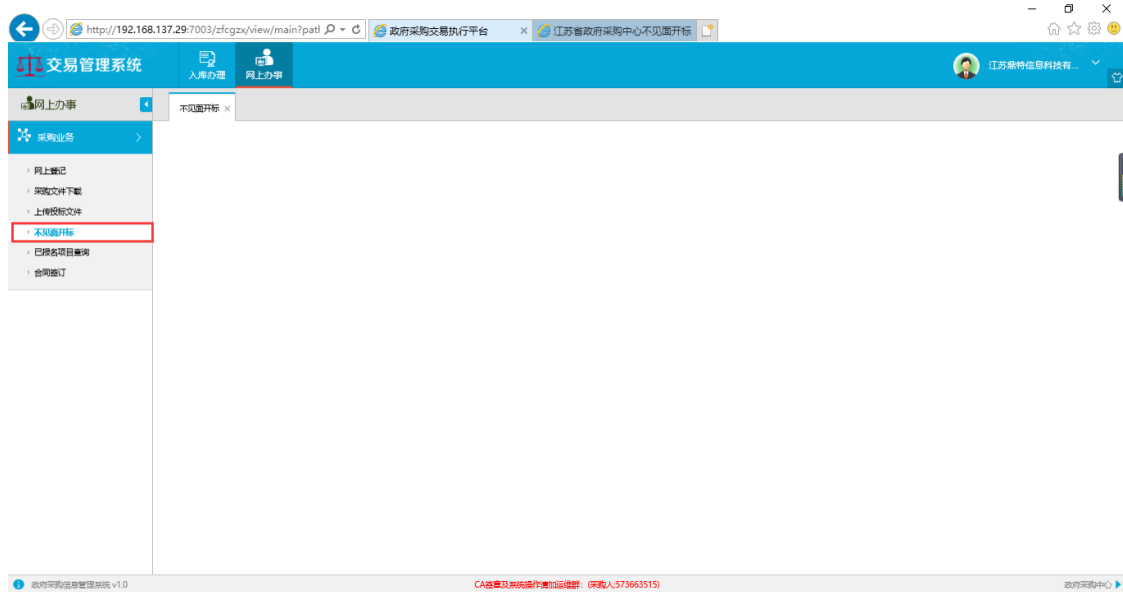 http://192.168.137.29:7003/zfcgzx/view/main?patl
政府采购交易执行平台
江苏省政府采购中心不见面开标
交易管理系统
入库办理
网上办事
江苏鼎特信息科技有...
网上办事
不见面开标
采购业务
网上登记
采购文件下载
上传投标文件
不见面开标
已报名项目查询
合同签订
政府采购信息管理系统 v1.0
CA签章及系统操作请加运维群：(采购人:573663515)
政府采购中心